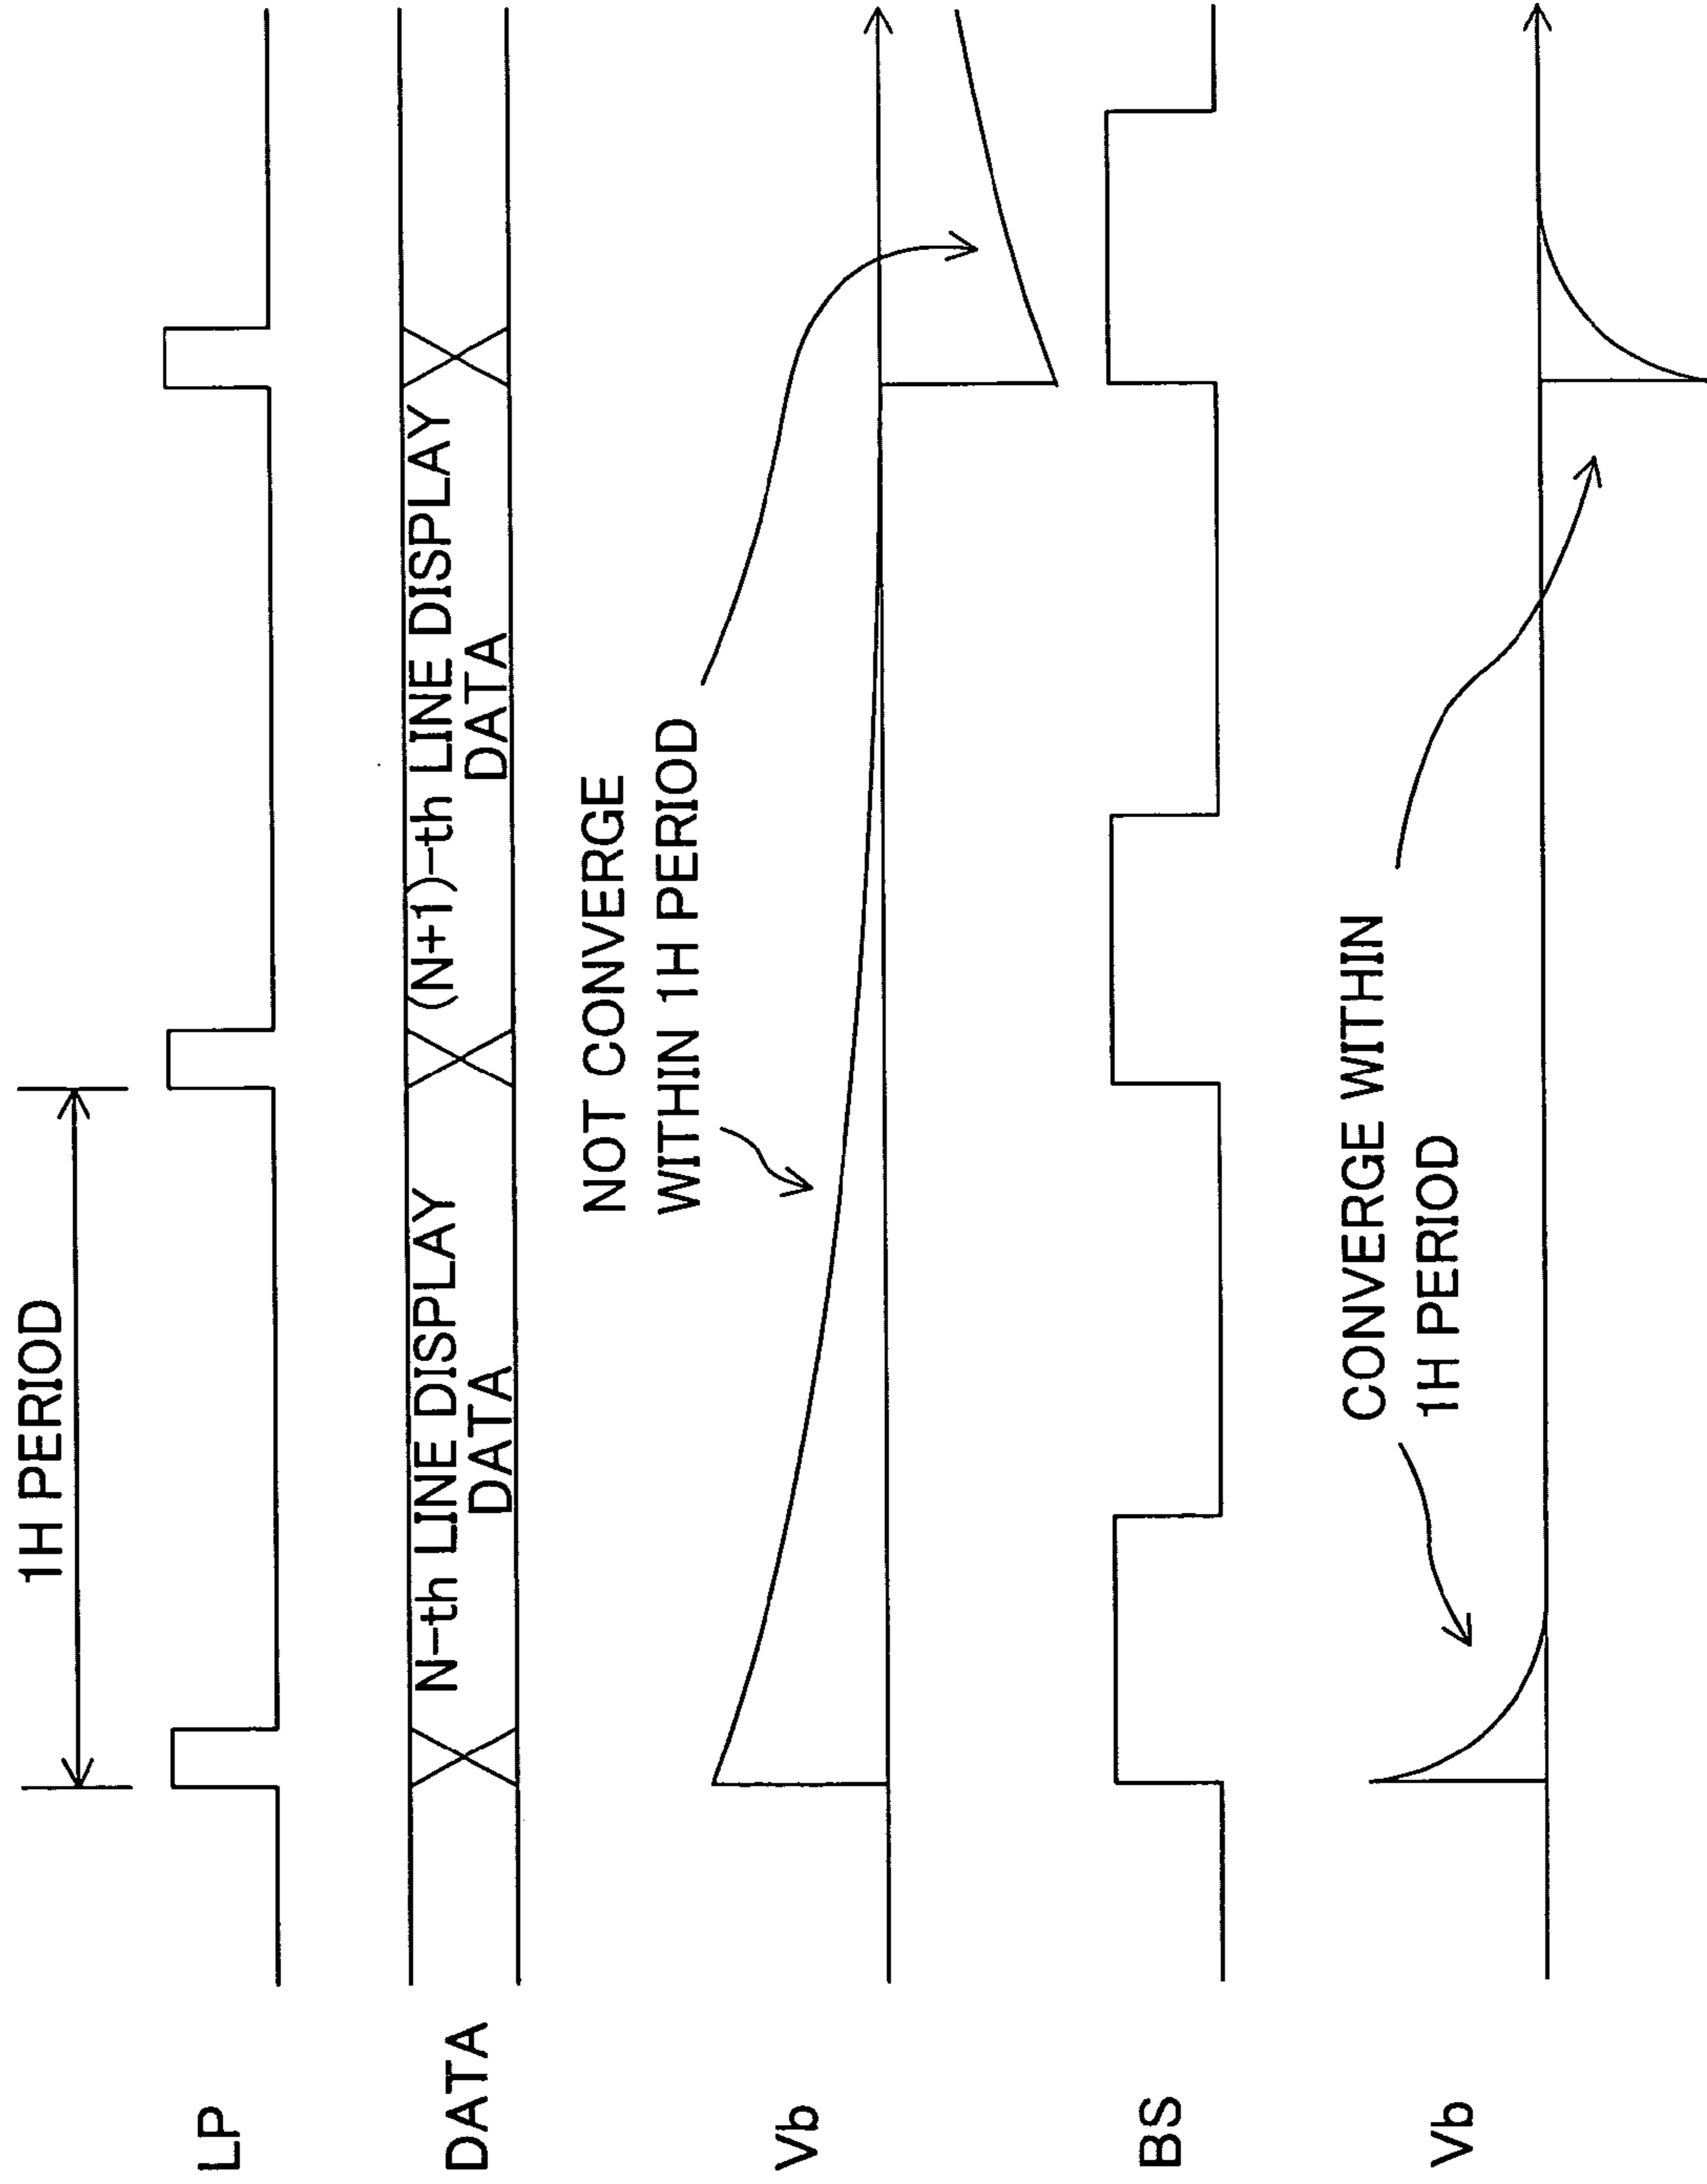 1H PERIOD
LP
DATA
N-th LINE DISPLAY
DATA
(N+1)-th LINE DISPLAY
DATA
NOT CONVERGE
WITHIN 1H PERIOD
Vb
BS
CONVERGE WITHIN
1H PERIOD
Vb